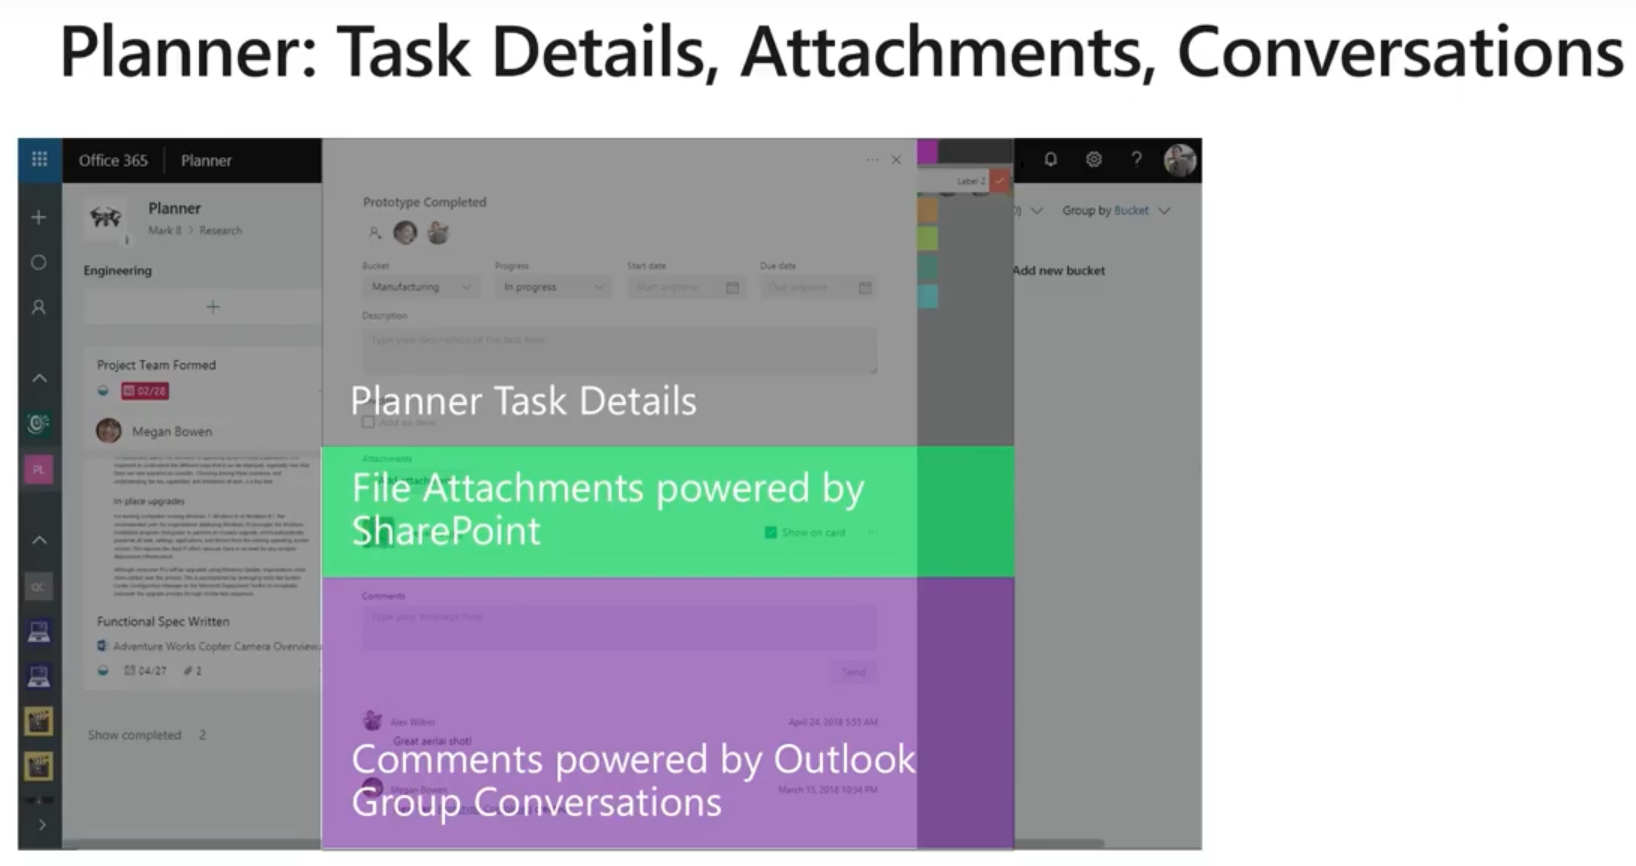 Planner: Task Details, Attachments, Conversations
Office 365
Planner
Planner
Mark 8 > Research
Engineering
Project Team Formed
02/28
Megan Bowen
In-place upgrades
Functional Spec Written
Adventure Works Copter Camera Overview
04/27
2
Show completed 2
PL
QC
Prototype Completed
Bucket
Progress
Start date
Due date
Manufacturing
In progress
Start anytime
Due anytime
Description
Type your description of the task here
Planner Task Details
Add an item
Attachments
File Attachments powered by
SharePoint
Show on card
Comments
Type your message here
Send
Alex Wilber
April 24, 2018 5:55 AM
Great aerial shot!
Comments powered by Outlook
Group Conversations
Megan Bowen
March 15, 2018 10:34 PM
Label 2
?
Group by Bucket
Add new bucket